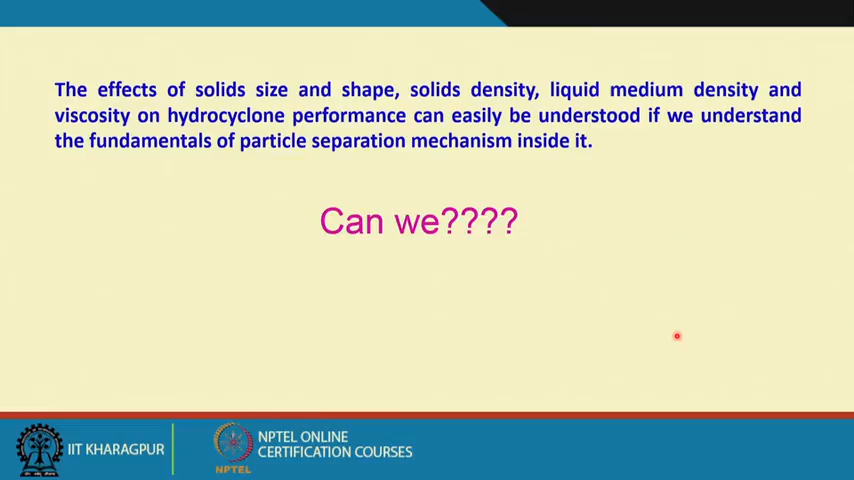 The effects of solids size and shape, solids density, liquid medium density and
viscosity on hydrocyclone performance can easily be understood if we understand
the fundamentals of particle separation mechanism inside it.
Can we????
IIT KHARAGPUR
NPTEL
NPTEL ONLINE
CERTIFICATION COURSES